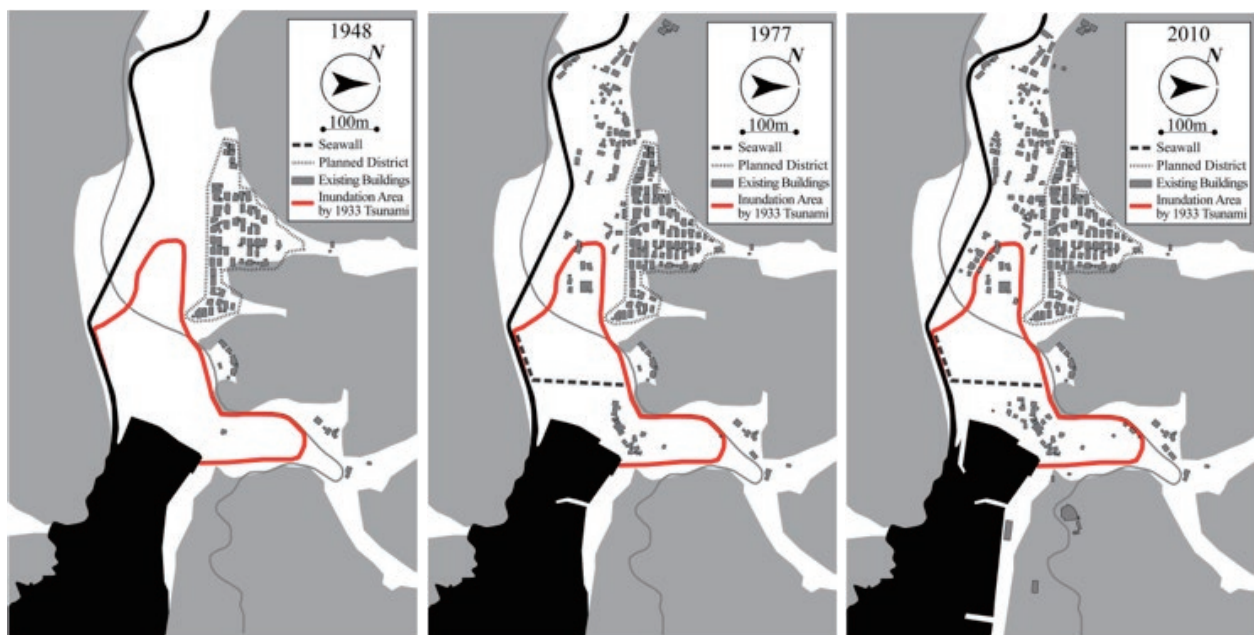 1948
N
100m
Seawall
Planned District
Existing Buildings
Inundation Area
by 1933 Tsunami
1977
N
100m
Seawall
Planned District
Existing Buildings
Inundation Area
by 1933 Tsunami
2010
N
100m
Seawall
Planned District
Existing Buildings
Inundation Area
by 1933 Tsunami